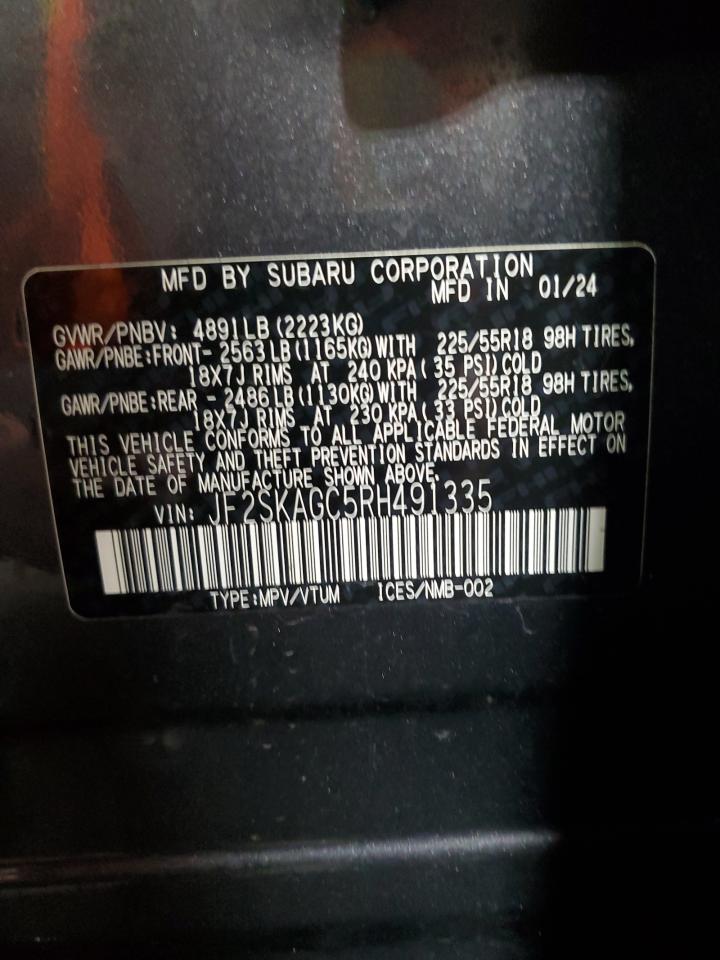 MFD BY SUBARU CORPORATION
MFD IN 01/24
GVWR/PNBV: 4891LB(2223KG)
GAWR/PNBE:FRONT- 2563LB(1165KG)WITH 225/55R18 98H TIRES,
18X7J RIMS AT 240 KPA( 35 PSI)COLD
GAWR/PNBE:REAR - 2486LB(1130KG)WITH 225/55R18 98H TIRES,
18X7J RIMS AT 230 KPA( 33 PSI)COLD
THIS VEHICLE CONFORMS TO ALL APPLICABLE FEDERAL MOTOR
VEHICLE SAFETY AND THEFT PREVENTION STANDARDS IN EFFECT ON
THE DATE OF MANUFACTURE SHOWN ABOVE.
VIN: JF2SKAGC5RH491335
TYPE:MPV/VTUM ICES/NMB-002